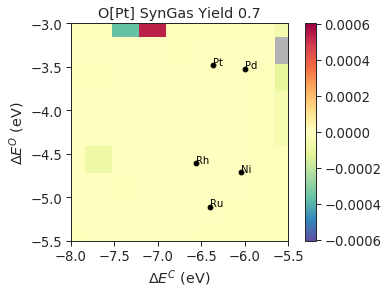 O[Pt] SynGas Yield 0.7
−3.0
−3.5
−4.0
−4.5
−5.0
−5.5
ΔE^O (eV)
Pt
Pd
Rh
Ni
Ru
−8.0 −7.5 −7.0 −6.5 −6.0 −5.5
ΔE^C (eV)
0.0006
0.0004
0.0002
0.0000
−0.0002
−0.0004
−0.0006